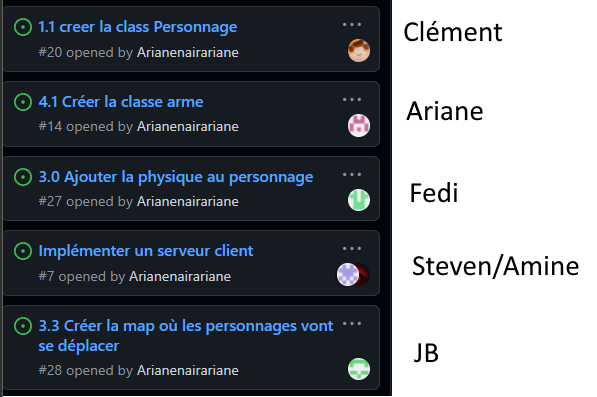 1.1 creer la class Personnage
#20 opened by Arianenairariane
Clément
4.1 Créer la classe arme
#14 opened by Arianenairariane
Ariane
3.0 Ajouter la physique au personnage
#27 opened by Arianenairariane
Fedi
Implémenter un serveur client
#7 opened by Arianenairariane
Steven/Amine
3.3 Créer la map où les personnages vont
se déplacer
#28 opened by Arianenairariane
JB